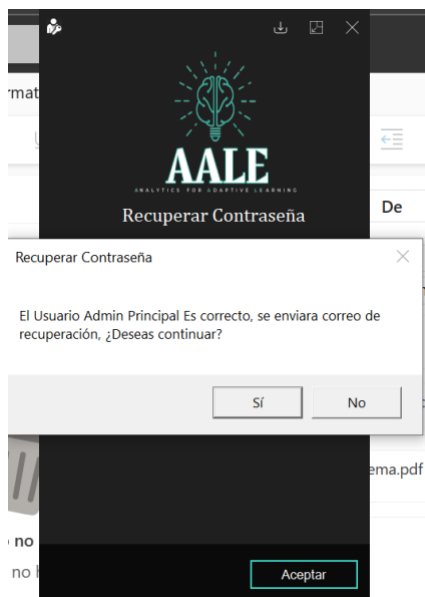 rmat
AALE
ANALYTICS FOR ADAPTIVE LEARNING
Recuperar Contraseña
De
Recuperar Contraseña
El Usuario Admin Principal Es correcto, se enviara correo de
recuperación, ¿Deseas continuar?
Sí
No
ema.pdf
no
no
Aceptar